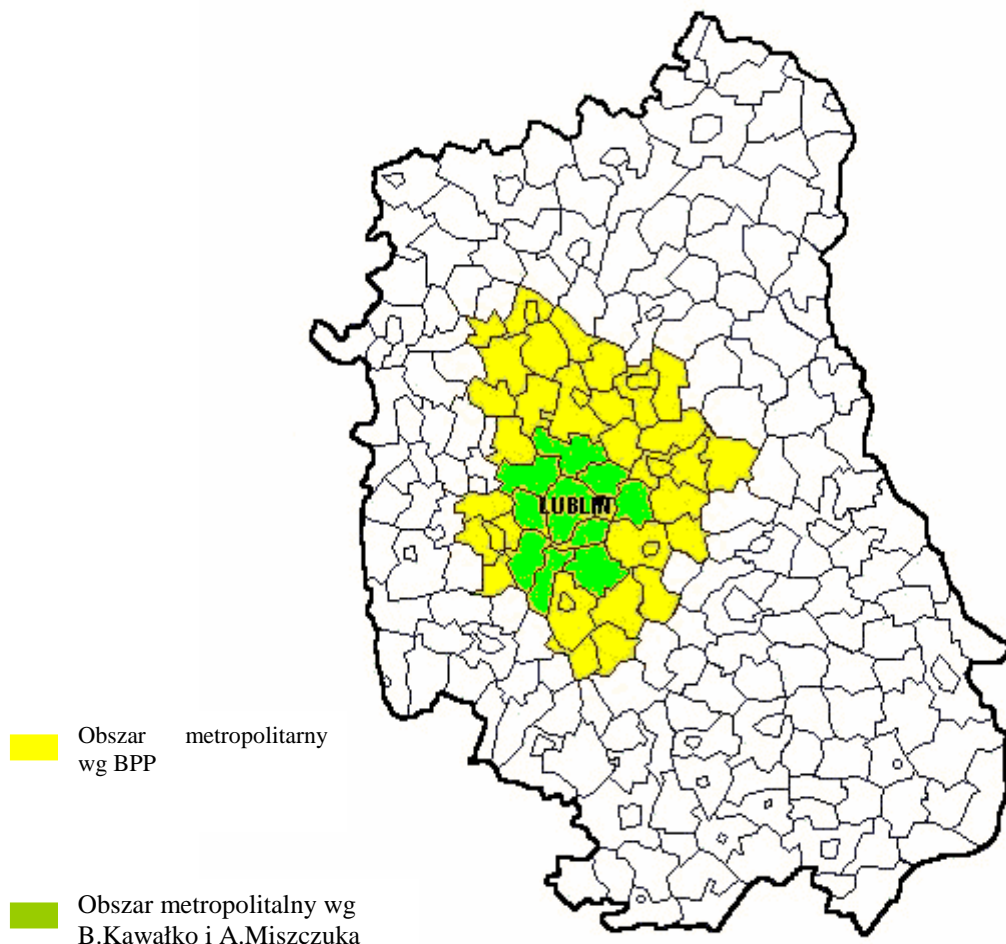 LUBLIN
Obszar metropolitarny
wg BPP
Obszar metropolitalny wg
B.Kawałko i A.Miszczuka